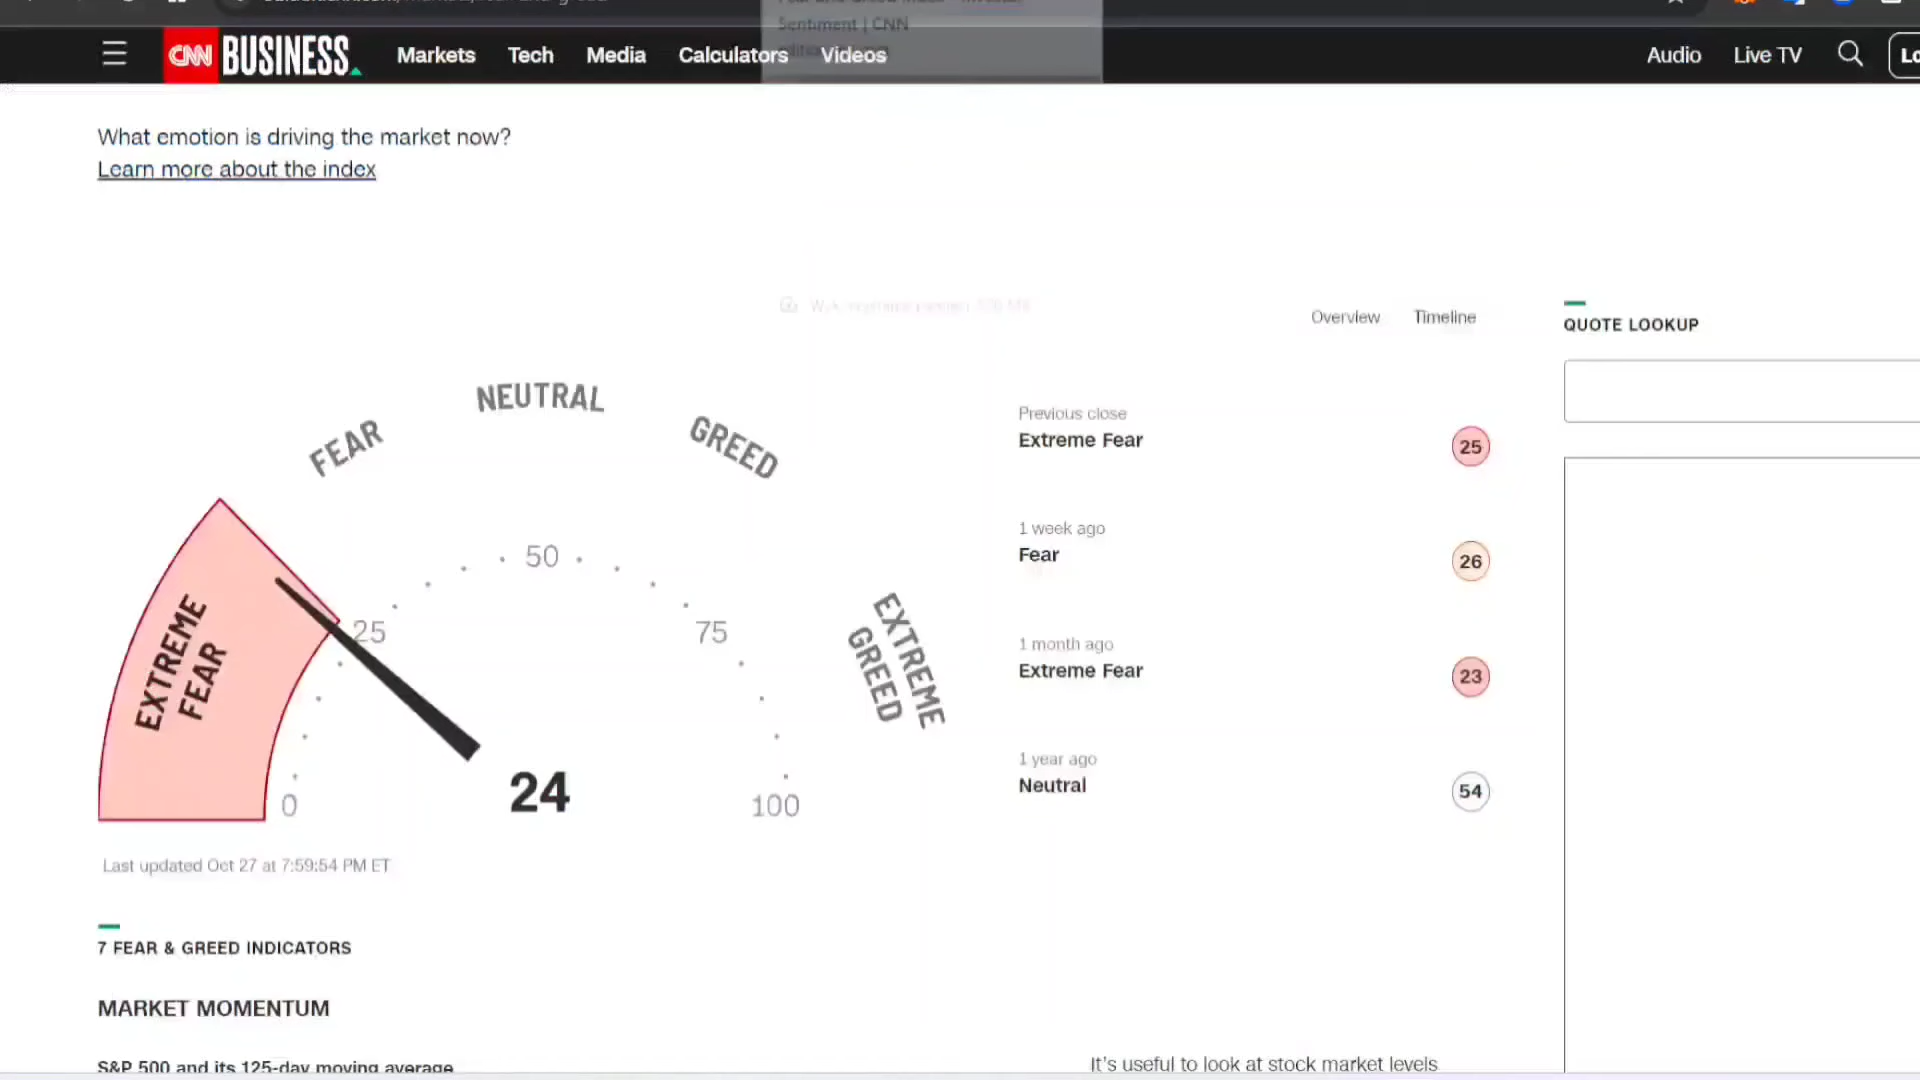 Sentiment | CNN
CNN BUSINESS
Markets
Tech
Media
Calculators
Videos
Audio
Live TV
What emotion is driving the market now?
Learn more about the index
Overview
Timeline
QUOTE LOOKUP
EXTREME
FEAR
FEAR
NEUTRAL
GREED
EXTREME
GREED
0
25
50
75
100
24
Previous close
Extreme Fear
25
1 week ago
Fear
26
1 month ago
Extreme Fear
23
1 year ago
Neutral
54
Last updated Oct 27 at 7:59:54 PM ET
7 FEAR & GREED INDICATORS
MARKET MOMENTUM
S&P 500 and its 125-day moving average
It's useful to look at stock market levels